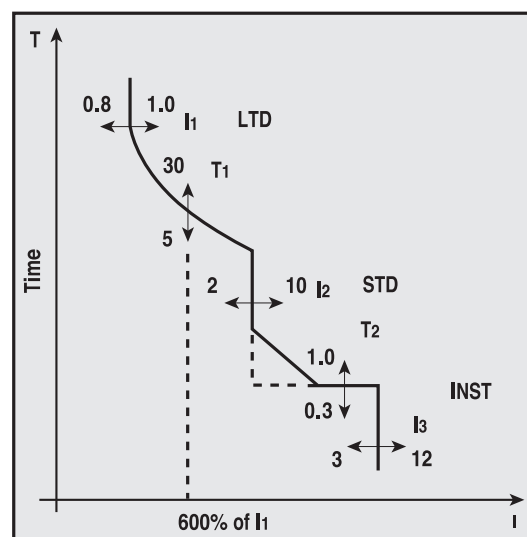 T
0.8 1.0
I1 LTD
30
T1
5
Time
2 10 I2 STD
T2
1.0
0.3
INST
I3
3 12
600% of I1
I